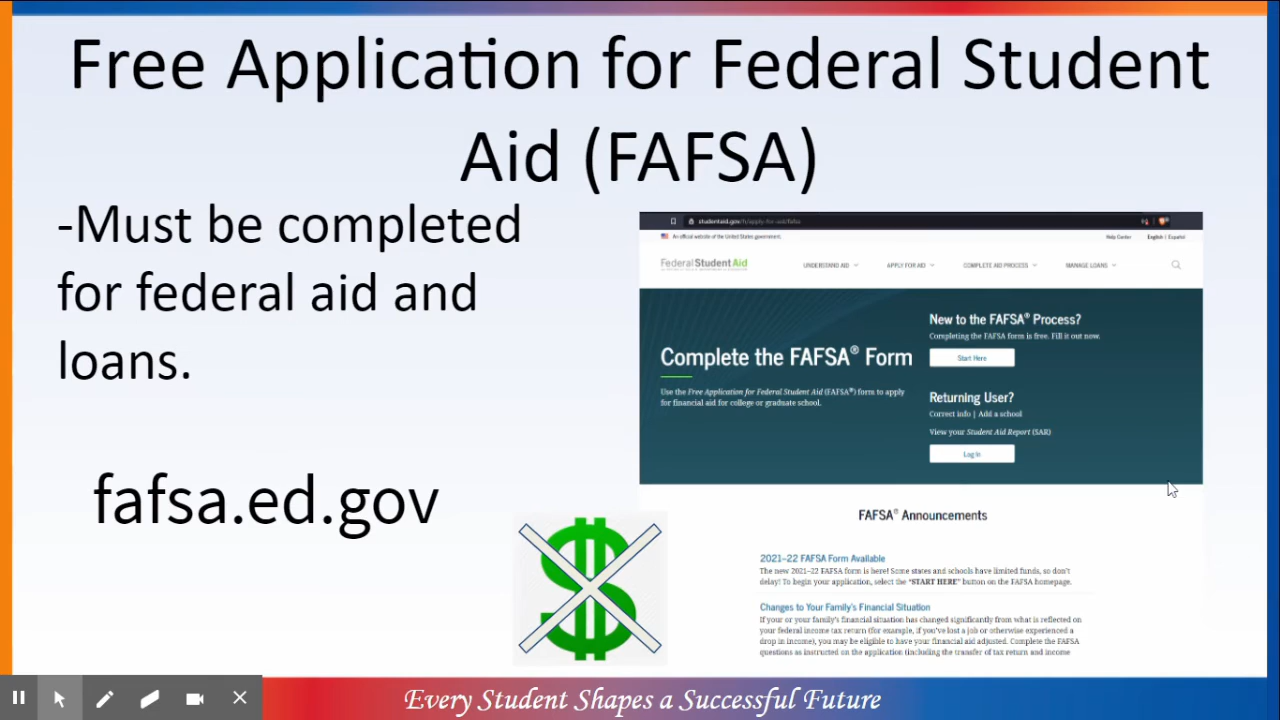 Free Application for Federal Student
Aid (FAFSA)
-Must be completed
for federal aid and
loans.
fafsa.ed.gov
studentaid.gov/h/apply-for-aid/fafsa
An official website of the United States government.
Help Center
English | Español
FederalStudentAid
UNDERSTAND AID
APPLY FOR AID
COMPLETE AID PROCESS
MANAGE LOANS
Complete the FAFSA® Form
Use the Free Application for Federal Student Aid (FAFSA®) form to apply
for financial aid for college or graduate school.
New to the FAFSA® Process?
Completing the FAFSA form is free. Fill it out now.
Start Here
Returning User?
Correct info | Add a school
View your Student Aid Report (SAR)
Log In
FAFSA® Announcements
2021–22 FAFSA Form Available
The new 2021–22 FAFSA form is here! Some states and schools have limited funds, so don't
delay! To begin your application, select the "START HERE" button on the FAFSA homepage.
Changes to Your Family's Financial Situation
If your or your family's financial situation has changed significantly from what is reflected on
your federal income tax return (for example, if you've lost a job or otherwise experienced a
drop in income), you may be eligible to have your financial aid adjusted. Complete the FAFSA
questions as instructed on the application (including the transfer of tax return and income
Every Student Shapes a Successful Future